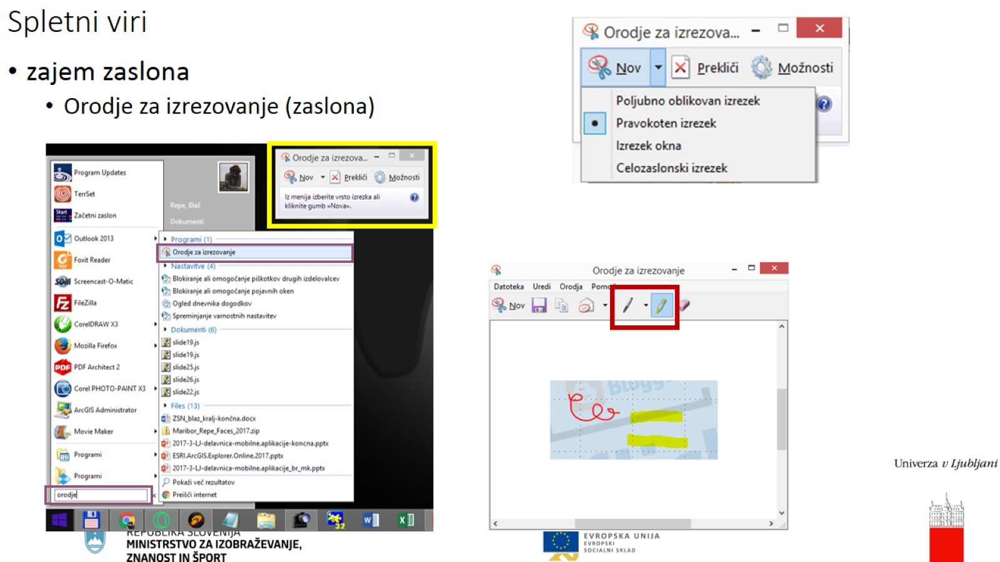 Spletni viri
• zajem zaslona
• Orodje za izrezovanje (zaslona)
Orodje za izrezova...
Nov
Prekliči
Možnosti
Poljubno oblikovan izrezek
Pravokoten izrezek
Izrezek okna
Celozaslonski izrezek
Program Updates
TerrSet
Start
Začetni zaslon
Outlook 2013
Foxit Reader
Screencast-O-Matic
FileZilla
CorelDRAW X3
Mozilla Firefox
PDF Architect 2
Corel PHOTO-PAINT X3
ArcGIS Administrator
Movie Maker
Programi
Programi
orodje
Repe, Blaž
Dokumenti
Programi (1)
Orodje za izrezovanje
Nastavitve (4)
Blokiranje ali omogočanje piškotkov drugih izdelovalcev
Blokiranje ali omogočanje pojavnih oken
Ogled dnevnika dogodkov
Spreminjanje varnostnih nastavitev
Dokumenti (6)
slide19.js
slide19.js
slide25.js
slide26.js
slide22.js
Files (13)
ZSN_blaz_kralj-končna.docx
Maribor_Repe_Faces_2017.zip
2017-3-LJ-delavnica-mobilne.aplikacije-koncna.pptx
ESRI.ArcGIS.Explorer.Online.2017.pptx
2017-3-LJ-delavnica-mobilne.aplikacije_br_mk.pptx
Pokaži več rezultatov
Preišči internet
Orodje za izrezova...
Nov
Prekliči
Možnosti
Iz menija izberite vrsto izrezka ali
kliknite gumb »Nova«.
32
Orodje za izrezovanje
Datoteka Uredi Orodja Pomo
Nov
Blogg
REPUBLIKA SLOVENIJA
MINISTRSTVO ZA IZOBRAŽEVANJE,
ZNANOST IN ŠPORT
EVROPSKA UNIJA
EVROPSKI
SOCIALNI SKLAD
Univerza v Ljubljani